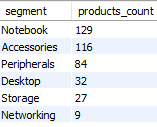 segment products_count
Notebook 129
Accessories 116
Peripherals 84
Desktop 32
Storage 27
Networking 9